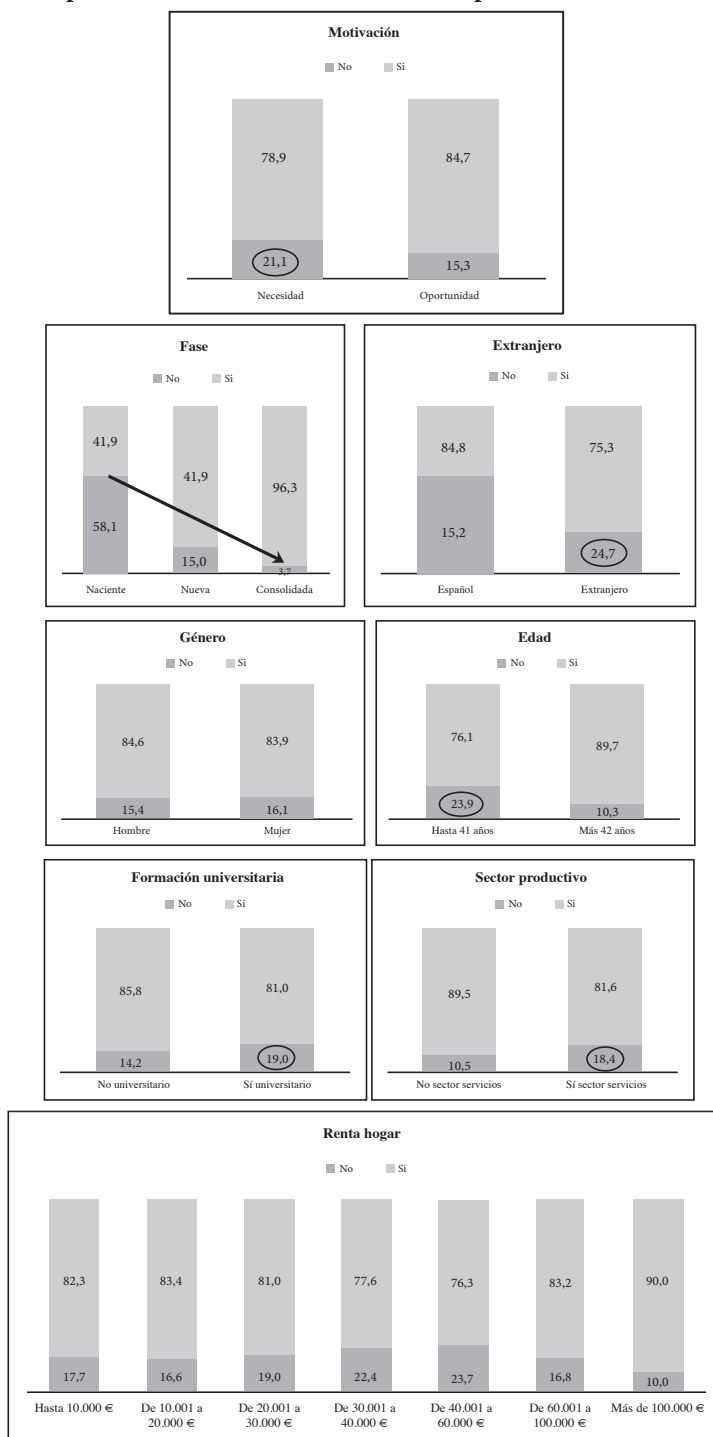 Motivación
No Si
78,9 84,7
21,1 15,3
Necesidad Oportunidad
Fase
No Si
41,9 41,9 96,3
58,1 15,0 3,7
Naciente Nueva Consolidada
Extranjero
No Si
84,8 75,3
15,2 24,7
Español Extranjero
Género
No Si
84,6 83,9
15,4 16,1
Hombre Mujer
Edad
No Si
76,1 89,7
23,9 10,3
Hasta 41 años Más 42 años
Formación universitaria
No Si
85,8 81,0
14,2 19,0
No universitario Sí universitario
Sector productivo
No Si
89,5 81,6
10,5 18,4
No sector servicios Sí sector servicios
Renta hogar
No Si
82,3 83,4 81,0 77,6 76,3 83,2 90,0
17,7 16,6 19,0 22,4 23,7 16,8 10,0
Hasta 10.000 € De 10.001 a De 20.001 a De 30.001 a De 40.001 a De 60.001 a Más de 100.000 €
20.000 € 30.000 € 40.000 € 60.000 € 100.000 €